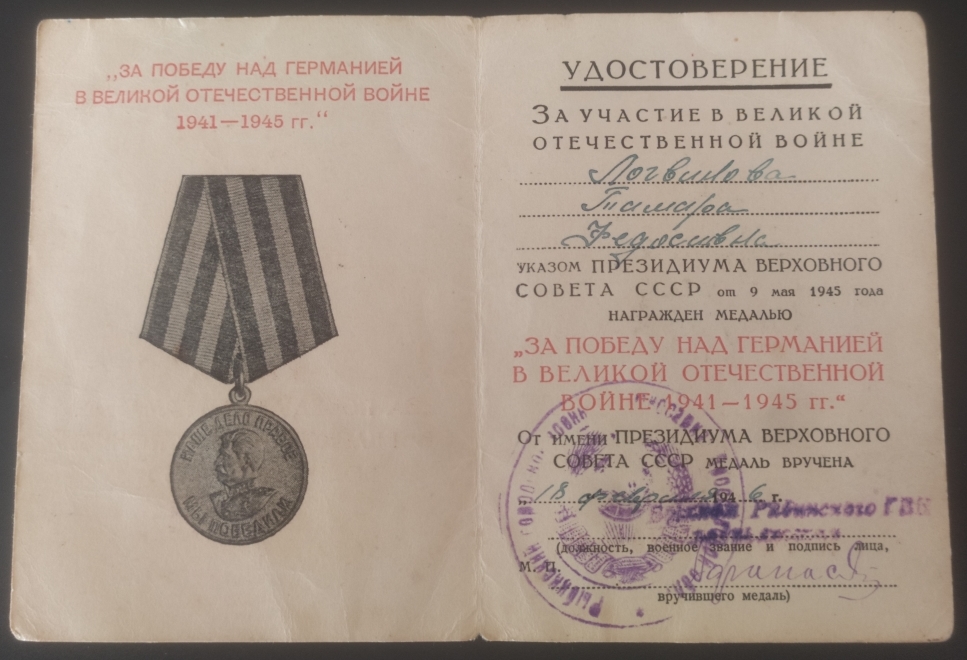 „ЗА ПОБЕДУ НАД ГЕРМАНИЕЙ
В ВЕЛИКОЙ ОТЕЧЕСТВЕННОЙ ВОЙНЕ
1941—1945 гг.“
НАШЕ ДЕЛО ПРАВОЕ
МЫ ПОБЕДИЛИ
УДОСТОВЕРЕНИЕ
ЗА УЧАСТИЕ В ВЕЛИКОЙ
ОТЕЧЕСТВЕННОЙ ВОЙНЕ
Логвинова
Тамара
Федосивна
УКАЗОМ ПРЕЗИДИУМА ВЕРХОВНОГО
СОВЕТА СССР от 9 мая 1945 года
НАГРАЖДЕН МЕДАЛЬЮ
„ЗА ПОБЕДУ НАД ГЕРМАНИЕЙ
В ВЕЛИКОЙ ОТЕЧЕСТВЕННОЙ
ВОЙНЕ 1941—1945 гг.“
ОТ ИМЕНИ ПРЕЗИДИУМА ВЕРХОВНОГО
СОВЕТА СССР МЕДАЛЬ ВРУЧЕНА
„18 февраля 1946 г.
Рыбинского ГВК
(должность, военное звание и подпись лица,
М. П.
вручившего медаль)